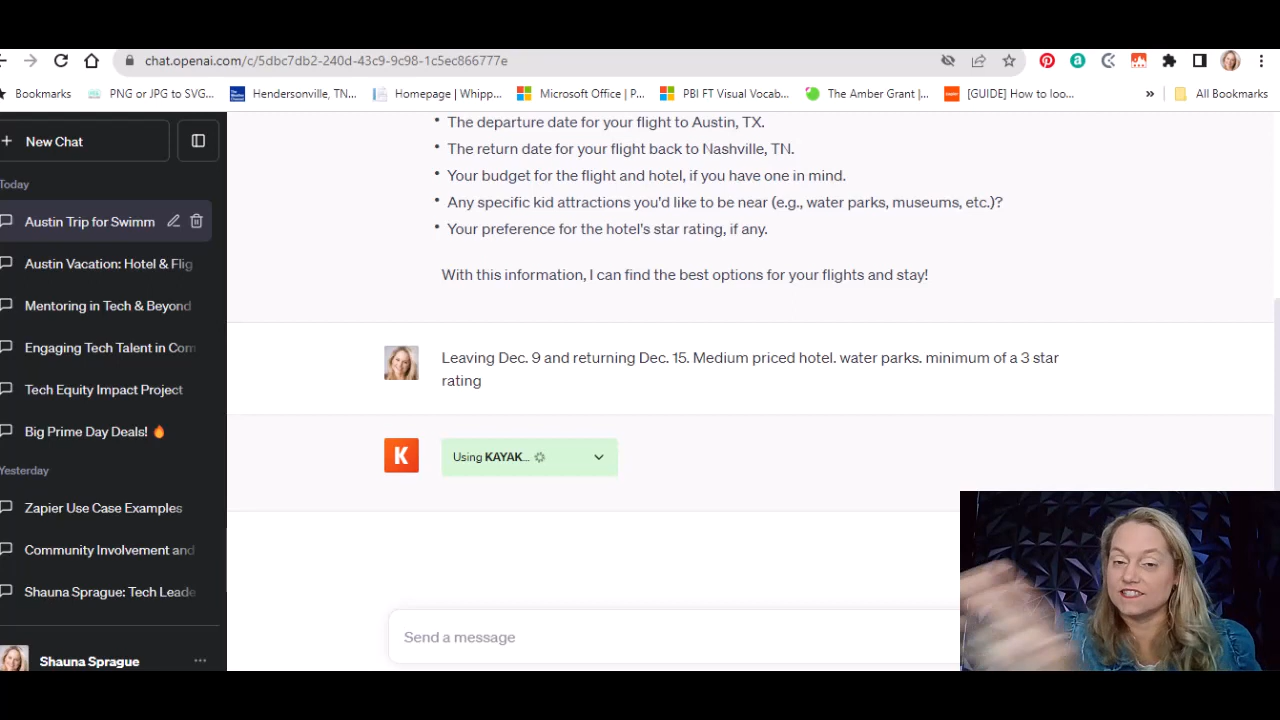 chat.openai.com/c/5dbc7db2-240d-43c9-9c98-1c5ec866777e
Bookmarks
PNG or JPG to SVG...
Hendersonville, TN...
Homepage | Whipp...
Microsoft Office | P...
PBI FT Visual Vocab...
The Amber Grant |...
[GUIDE] How to loo...
»
All Bookmarks
+ New Chat
Today
Austin Trip for Swimm
Austin Vacation: Hotel & Flig
Mentoring in Tech & Beyond
Engaging Tech Talent in Com
Tech Equity Impact Project
Big Prime Day Deals! 🔥
Yesterday
Zapier Use Case Examples
Community Involvement and
Shauna Sprague: Tech Leade
Shauna Sprague
...
• The departure date for your flight to Austin, TX.
• The return date for your flight back to Nashville, TN.
• Your budget for the flight and hotel, if you have one in mind.
• Any specific kid attractions you'd like to be near (e.g., water parks, museums, etc.)?
• Your preference for the hotel's star rating, if any.
With this information, I can find the best options for your flights and stay!
Leaving Dec. 9 and returning Dec. 15. Medium priced hotel. water parks. minimum of a 3 star
rating
K
Using KAYAK...
Send a message